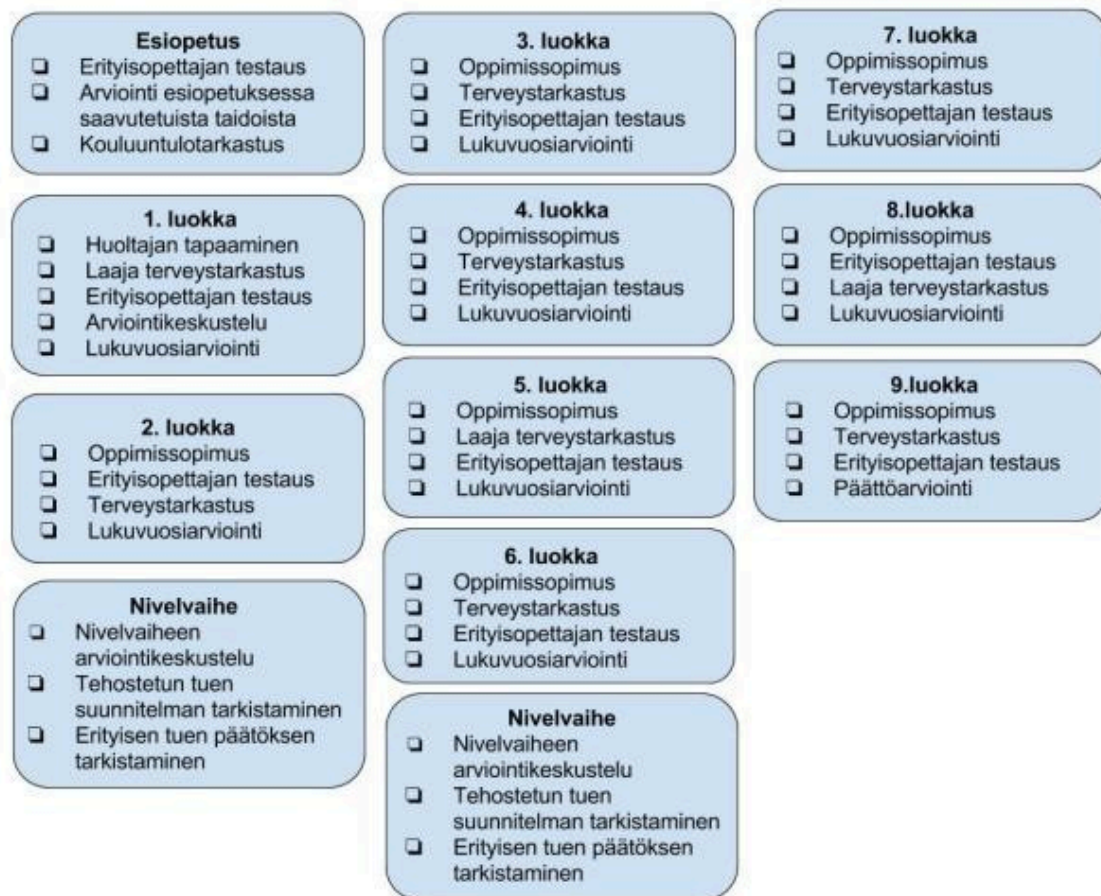 Esiopetus
❑ Erityisopettajan testaus
❑ Arviointi esiopetuksessa
saavutetuista taidoista
❑ Kouluuntulotarkastus
1. luokka
❑ Huoltajan tapaaminen
❑ Laaja terveystarkastus
❑ Erityisopettajan testaus
❑ Arviointikeskustelu
❑ Lukuvuosiarviointi
2. luokka
❑ Oppimissopimus
❑ Erityisopettajan testaus
❑ Terveystarkastus
❑ Lukuvuosiarviointi
Nivelvaihe
❑ Nivelvaiheen
arviointikeskustelu
❑ Tehostetun tuen
suunnitelman tarkistaminen
❑ Erityisen tuen päätöksen
tarkistaminen
3. luokka
❑ Oppimissopimus
❑ Terveystarkastus
❑ Erityisopettajan testaus
❑ Lukuvuosiarviointi
4. luokka
❑ Oppimissopimus
❑ Terveystarkastus
❑ Erityisopettajan testaus
❑ Lukuvuosiarviointi
5. luokka
❑ Oppimissopimus
❑ Laaja terveystarkastus
❑ Erityisopettajan testaus
❑ Lukuvuosiarviointi
6. luokka
❑ Oppimissopimus
❑ Terveystarkastus
❑ Erityisopettajan testaus
❑ Lukuvuosiarviointi
Nivelvaihe
❑ Nivelvaiheen
arviointikeskustelu
❑ Tehostetun tuen
suunnitelman tarkistaminen
❑ Erityisen tuen päätöksen
tarkistaminen
7. luokka
❑ Oppimissopimus
❑ Terveystarkastus
❑ Erityisopettajan testaus
❑ Lukuvuosiarviointi
8.luokka
❑ Oppimissopimus
❑ Erityisopettajan testaus
❑ Laaja terveystarkastus
❑ Lukuvuosiarviointi
9.luokka
❑ Oppimissopimus
❑ Terveystarkastus
❑ Erityisopettajan testaus
❑ Päättöarviointi